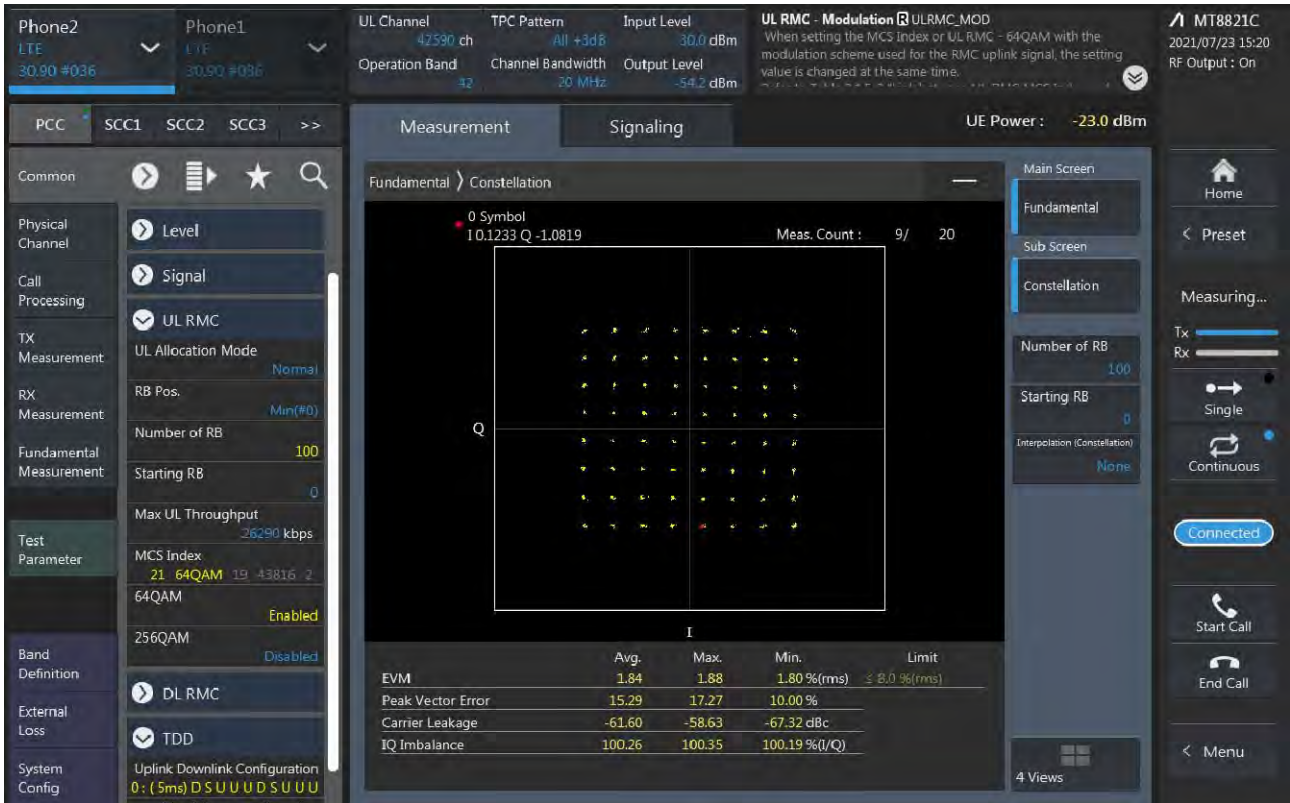 Phone2
LTE
30.90 #036
Phone1
LTE
30.90 #036
UL Channel
42590 ch
Operation Band
42
TPC Pattern
All +3dB
Channel Bandwidth
20 MHz
Input Level
30.0 dBm
Output Level
-54.2 dBm
UL RMC - Modulation R ULRMC_MOD
When setting the MCS Index or UL RMC - 64QAM with the
modulation scheme used for the RMC uplink signal, the setting
value is changed at the same time.
MT8821C
2021/07/23 15:20
RF Output : On
PCC SCC1 SCC2 SCC3 >>
Measurement
Signaling
UE Power : -23.0 dBm
Common
Physical
Channel
Call
Processing
TX
Measurement
RX
Measurement
Fundamental
Measurement
Test
Parameter
Band
Definition
External
Loss
System
Config
Level
Signal
UL RMC
UL Allocation Mode
Normal
RB Pos.
Min(#0)
Number of RB
100
Starting RB
0
Max UL Throughput
26290 kbps
MCS Index
21 64QAM 19 43816 2
64QAM
Enabled
256QAM
Disabled
DL RMC
TDD
Uplink Downlink Configuration
0 : ( 5ms) D S U U U D S U U U
Fundamental ⟩ Constellation
0 Symbol
I 0.1233 Q -1.0819
Meas. Count : 9/ 20
Q
I
Avg. Max. Min. Limit
EVM 1.84 1.88 1.80 %(rms) ≤ 8.0 %(rms)
Peak Vector Error 15.29 17.27 10.00 %
Carrier Leakage -61.60 -58.63 -67.32 dBc
IQ Imbalance 100.26 100.35 100.19 %(I/Q)
Main Screen
Fundamental
Sub Screen
Constellation
Number of RB
100
Starting RB
0
Interpolation (Constellation)
None
4 Views
Home
< Preset
Measuring...
Tx
Rx
Single
Continuous
Connected
Start Call
End Call
< Menu